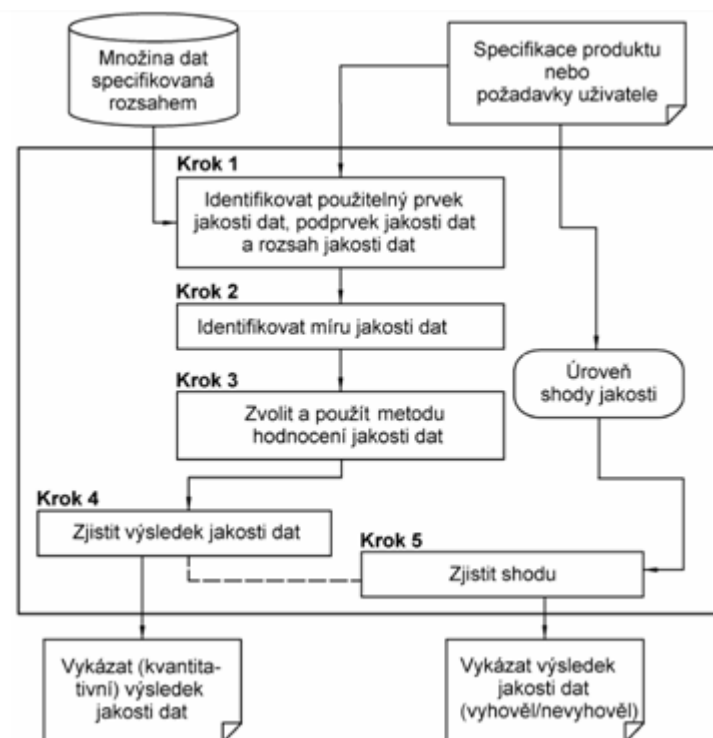 Množina dat
specifikovaná
rozsahem
Specifikace produktu
nebo
požadavky uživatele
Krok 1
Identifikovat použitelný prvek
jakosti dat, podprvek jakosti dat
a rozsah jakosti dat
Krok 2
Identifikovat míru jakosti dat
Krok 3
Zvolit a použít metodu
hodnocení jakosti dat
Úroveň
shody jakosti
Krok 4
Zjistit výsledek jakosti dat
Krok 5
Zjistit shodu
Vykázat (kvantita-
tivní) výsledek
jakosti dat
Vykázat výsledek
jakosti dat
(vyhověl/nevyhověl)